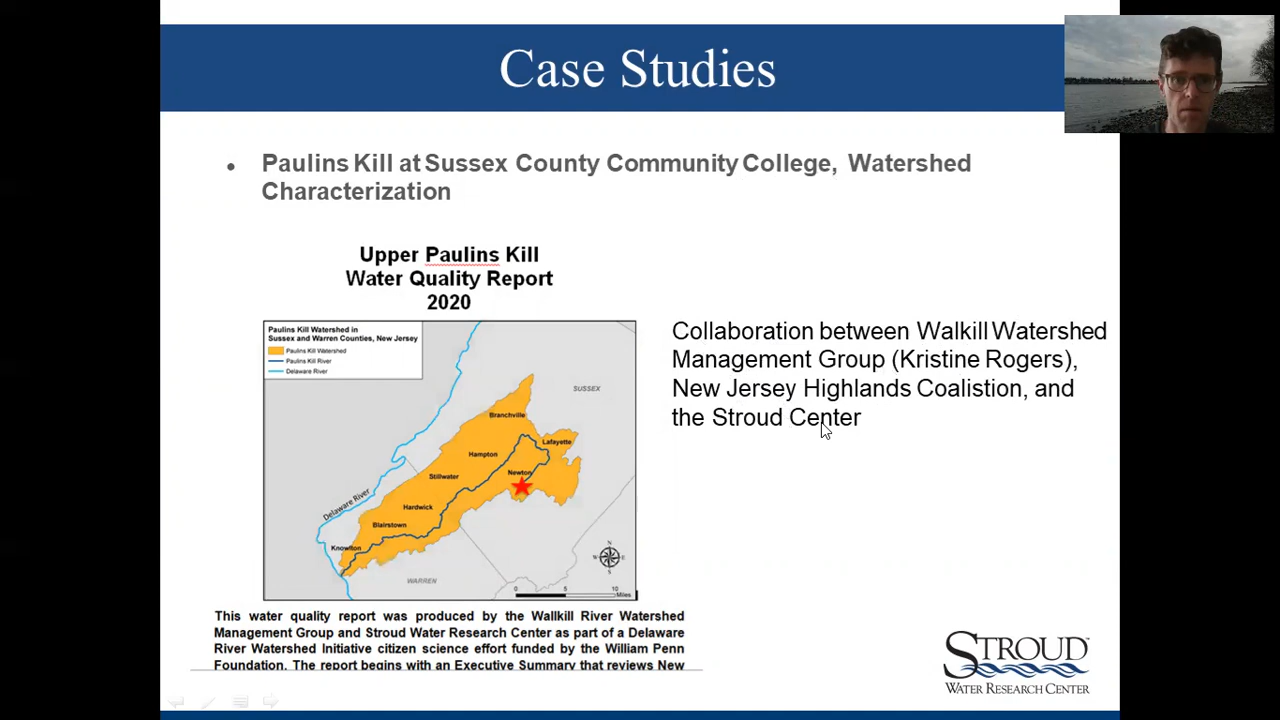 Case Studies
• Paulins Kill at Sussex County Community College, Watershed
Characterization
Upper Paulins Kill
Water Quality Report
2020
Paulins Kill Watershed in
Sussex and Warren Counties, New Jersey
Paulins Kill Watershed
Paulins Kill River
Delaware River
SUSSEX
Branchville
Lafayette
Hampton
Newton
Stillwater
Delaware River
Hardwick
Blairstown
Knowlton
WARREN
N
W E
S
0 5 10
Miles
Collaboration between Walkill Watershed
Management Group (Kristine Rogers),
New Jersey Highlands Coalistion, and
the Stroud Center
This water quality report was produced by the Wallkill River Watershed
Management Group and Stroud Water Research Center as part of a Delaware
River Watershed Initiative citizen science effort funded by the William Penn
Foundation. The report begins with an Executive Summary that reviews New
STROUD
WATER RESEARCH CENTER